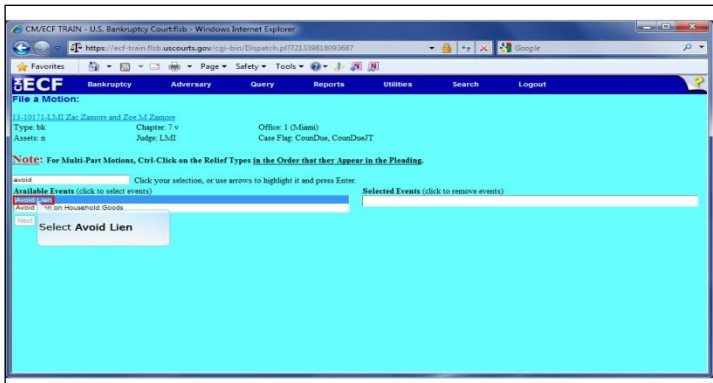 CM/ECF TRAIN - U.S. Bankruptcy Court:flsb - Windows Internet Explorer
https://ecf-train.flsb.uscourts.gov/cgi-bin/Dispatch.pl?721339818093687
Google
Favorites Page Safety Tools
ECF Bankruptcy Adversary Query Reports Utilities Search Logout ?
File a Motion:
13-10171-LMI Zac Zamore and Zoe M Zamore
Type: bk Chapter: 7 v Office: 1 (Miami)
Assets: n Judge: LMI Case Flag: CounDue, CounDueJT
Note: For Multi-Part Motions, Ctrl-Click on the Relief Types in the Order that they Appear in the Pleading.
avoid Click your selection, or use arrows to highlight it and press Enter.
Available Events (click to select events) Selected Events (click to remove events)
Avoid Lien
Avoid on on Household Goods
Next
Select Avoid Lien